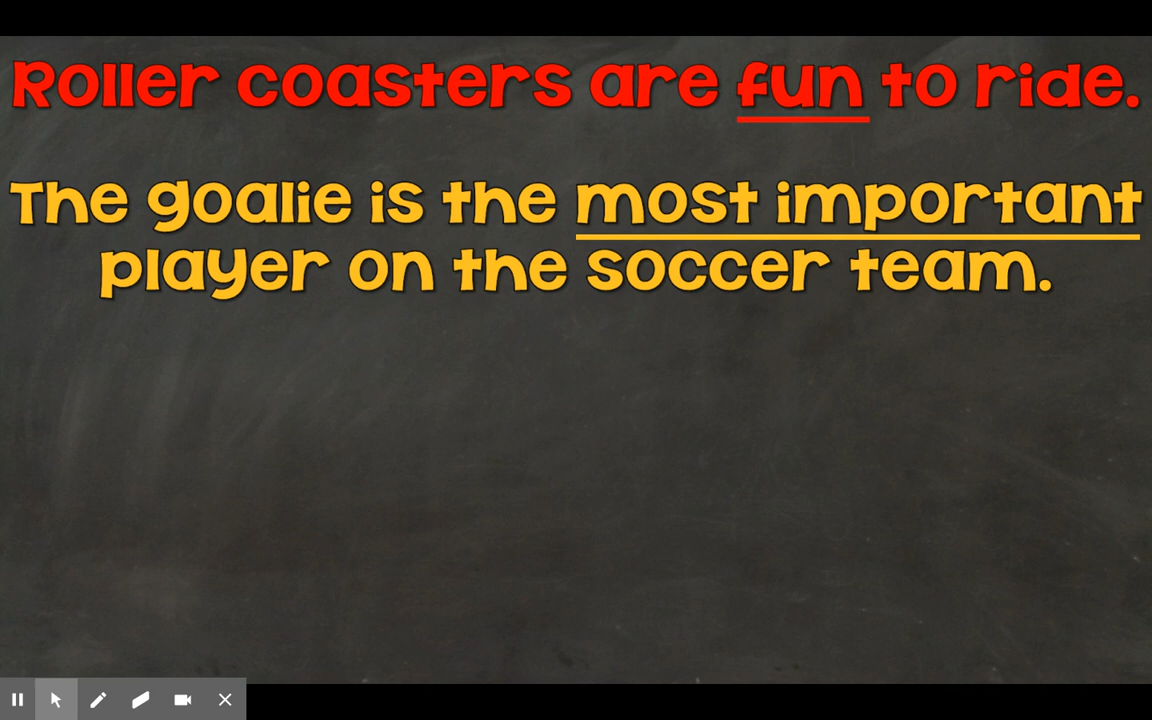 Roller coasters are fun to ride.
The goalie is the most important
player on the soccer team.